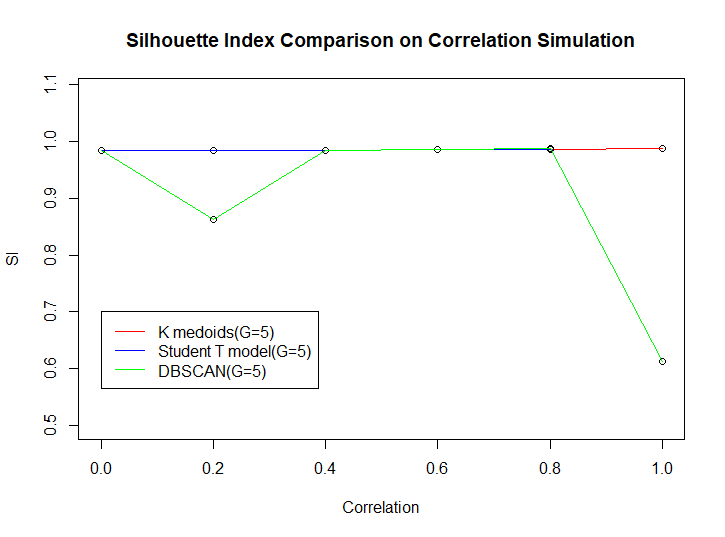 Silhouette Index Comparison on Correlation Simulation
SI
1.1
1.0
0.9
0.8
0.7
0.6
0.5
K medoids(G=5)
Student T model(G=5)
DBSCAN(G=5)
0.0 0.2 0.4 0.6 0.8 1.0
Correlation